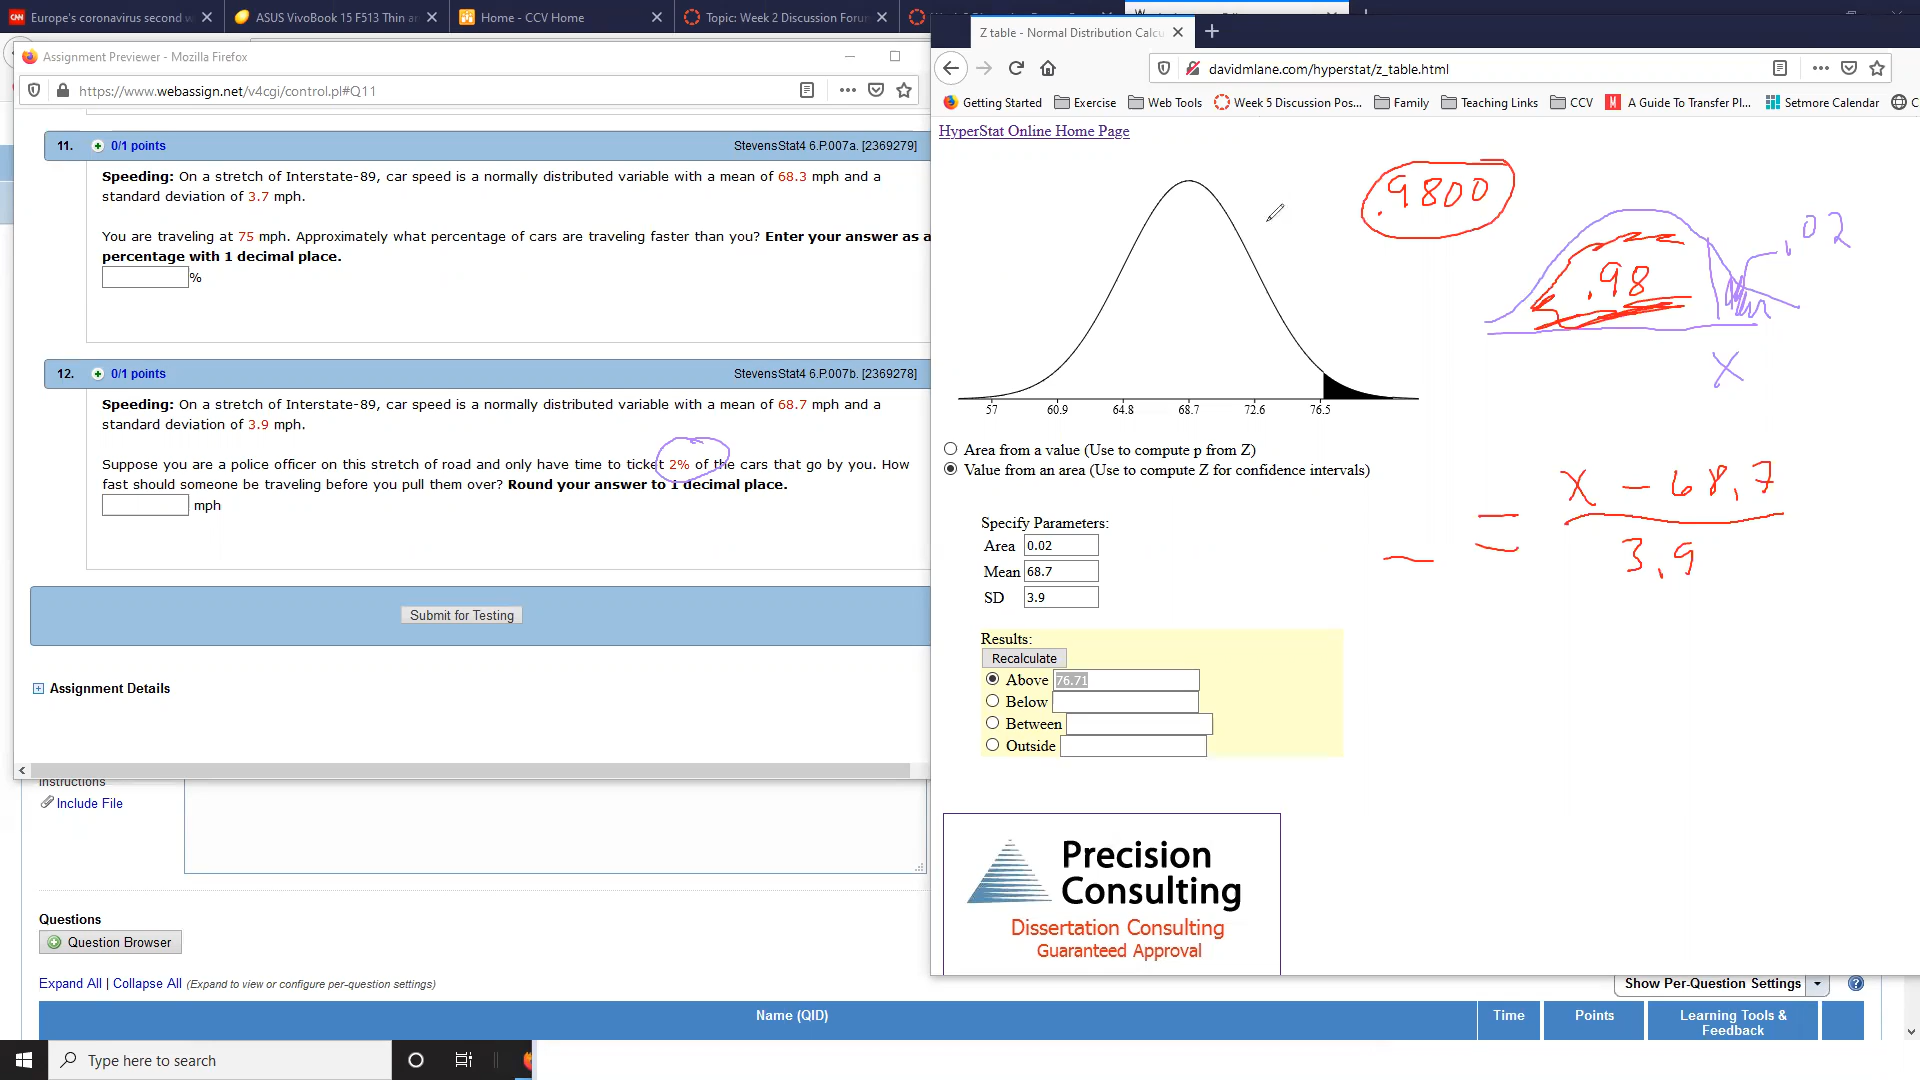 Europe's coronavirus second w
ASUS VivoBook 15 F513 Thin ar
Home - CCV Home
Topic: Week 2 Discussion Foru
Assignment Previewer - Mozilla Firefox
https://www.webassign.net/v4cgi/control.pl#Q11
11. 0/1 points StevensStat4 6.P.007a. [2369279]
Speeding: On a stretch of Interstate-89, car speed is a normally distributed variable with a mean of 68.3 mph and a
standard deviation of 3.7 mph.
You are traveling at 75 mph. Approximately what percentage of cars are traveling faster than you? Enter your answer as a
percentage with 1 decimal place.
%
12. 0/1 points StevensStat4 6.P.007b. [2369278]
Speeding: On a stretch of Interstate-89, car speed is a normally distributed variable with a mean of 68.7 mph and a
standard deviation of 3.9 mph.
Suppose you are a police officer on this stretch of road and only have time to ticket 2% of the cars that go by you. How
fast should someone be traveling before you pull them over? Round your answer to 1 decimal place.
mph
Submit for Testing
Assignment Details
Instructions
Include File
Questions
Question Browser
Expand All | Collapse All (Expand to view or configure per-question settings)
Show Per-Question Settings
Name (QID) Time Points Learning Tools &
Feedback
Type here to search
Z table - Normal Distribution Calcu
davidmlane.com/hyperstat/z_table.html
Getting Started Exercise Web Tools Week 5 Discussion Pos... Family Teaching Links CCV A Guide To Transfer Pl... Setmore Calendar
HyperStat Online Home Page
.9800
.98
.02
X
57 60.9 64.8 68.7 72.6 76.5
Area from a value (Use to compute p from Z)
Value from an area (Use to compute Z for confidence intervals)
Specify Parameters:
Area 0.02
Mean 68.7
SD 3.9
_ = x - 68.7
3.9
Results:
Recalculate
Above 76.71
Below
Between
Outside
Precision
Consulting
Dissertation Consulting
Guaranteed Approval